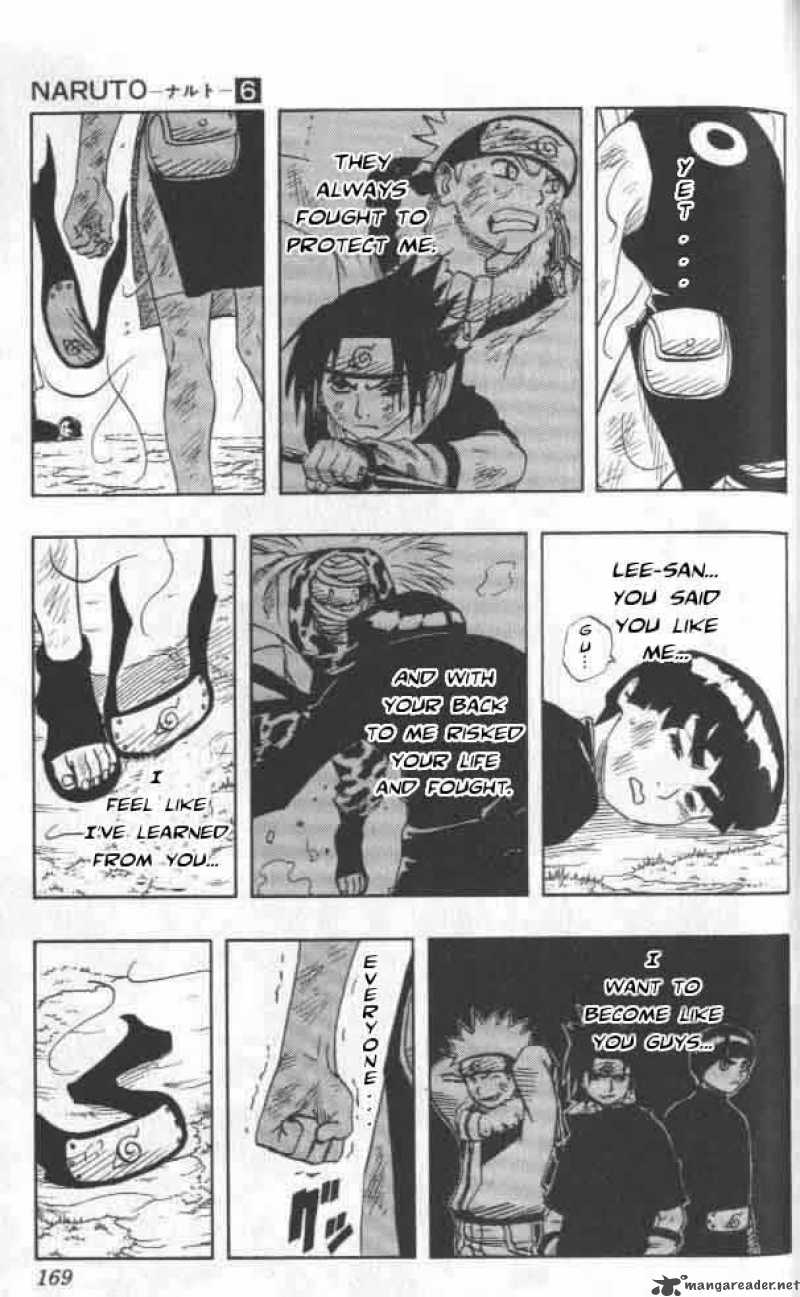 NARUTO―ナルト―6
YET...
THEY
ALWAYS
FOUGHT TO
PROTECT ME.
LEE-SAN...
YOU SAID
YOU LIKE
ME...
GU...
AND WITH
YOUR BACK
TO ME RISKED
YOUR LIFE
AND FOUGHT.
I
FEEL LIKE
I'VE LEARNED
FROM YOU...
I
WANT TO
BECOME LIKE
YOU GUYS...
EVERYONE....
グッ
169
mangareader.net